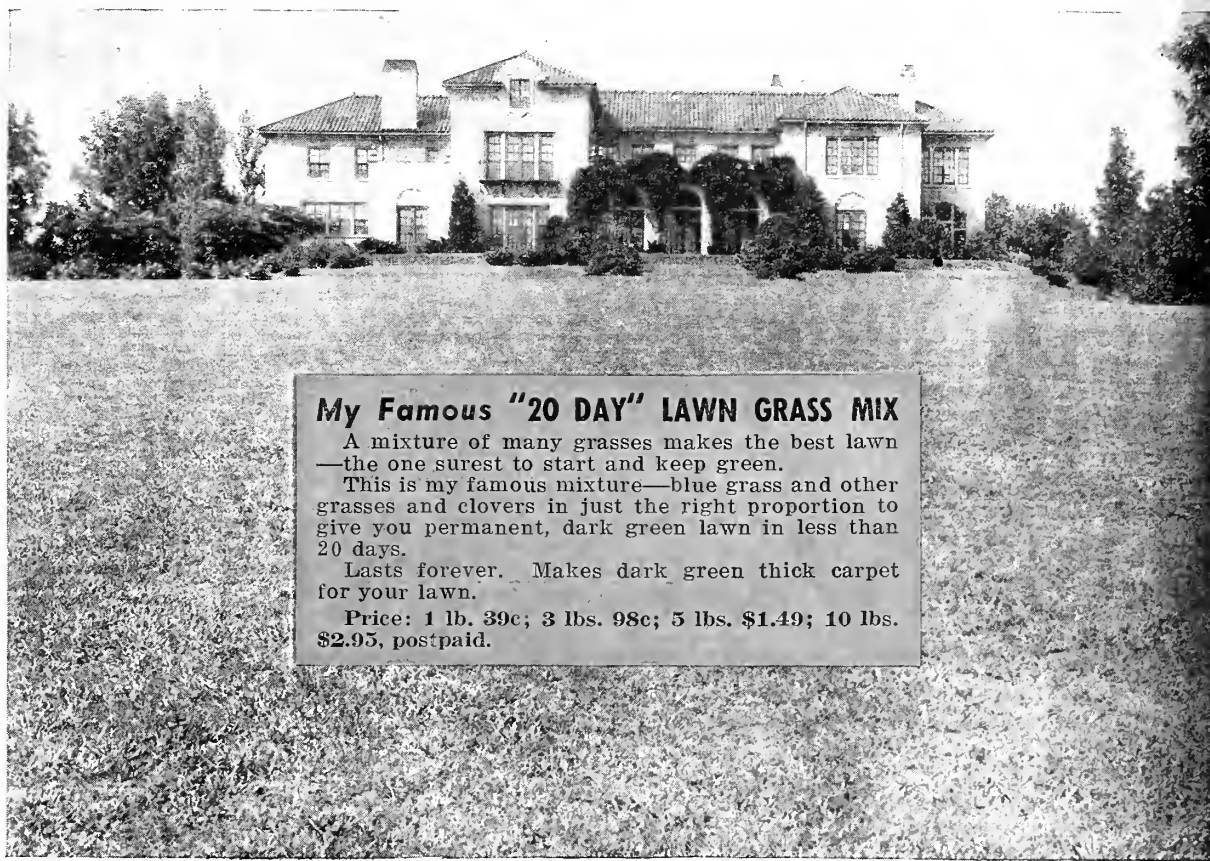 My Famous "20 DAY" LAWN GRASS MIX
A mixture of many grasses makes the best lawn
—the one surest to start and keep green.
This is my famous mixture—blue grass and other
grasses and clovers in just the right proportion to
give you permanent, dark green lawn in less than
20 days.
Lasts forever. Makes dark green thick carpet
for your lawn.
Price: 1 lb. 39c; 3 lbs. 98c; 5 lbs. $1.49; 10 lbs.
$2.95, postpaid.